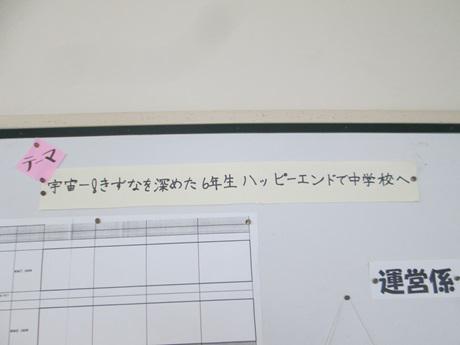 テーマ
宇宙一!きずなを深めた6年生 ハッピーエンドで中学校へ
運営係